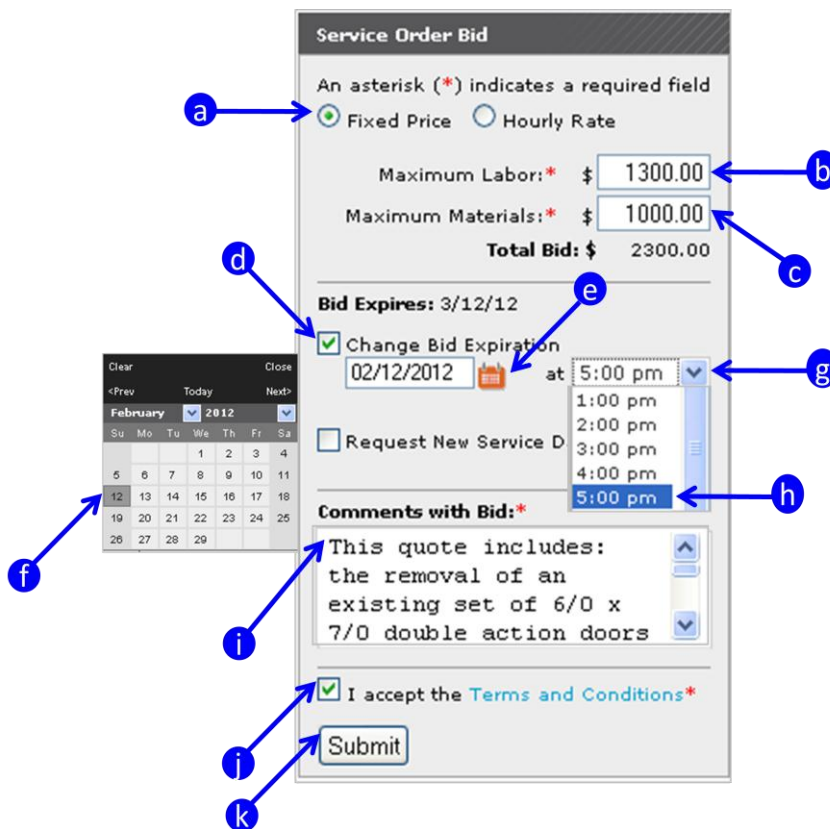 Service Order Bid
An asterisk (*) indicates a required field
a
Fixed Price Hourly Rate
Maximum Labor:* $ 1300.00
b
Maximum Materials:* $ 1000.00
c
Total Bid: $ 2300.00
d
e
Bid Expires: 3/12/12
Change Bid Expiration
02/12/2012 at 5:00 pm
g
1:00 pm
2:00 pm
3:00 pm
4:00 pm
5:00 pm
h
Request New Service D
Clear Close
<Prev Today Next>
February 2012
Su Mo Tu We Th Fr Sa
1 2 3 4
5 6 7 8 9 10 11
12 13 14 15 16 17 18
19 20 21 22 23 24 25
26 27 28 29
f
Comments with Bid:*
This quote includes:
the removal of an
existing set of 6/0 x
7/0 double action doors
i
I accept the Terms and Conditions*
j
Submit
k